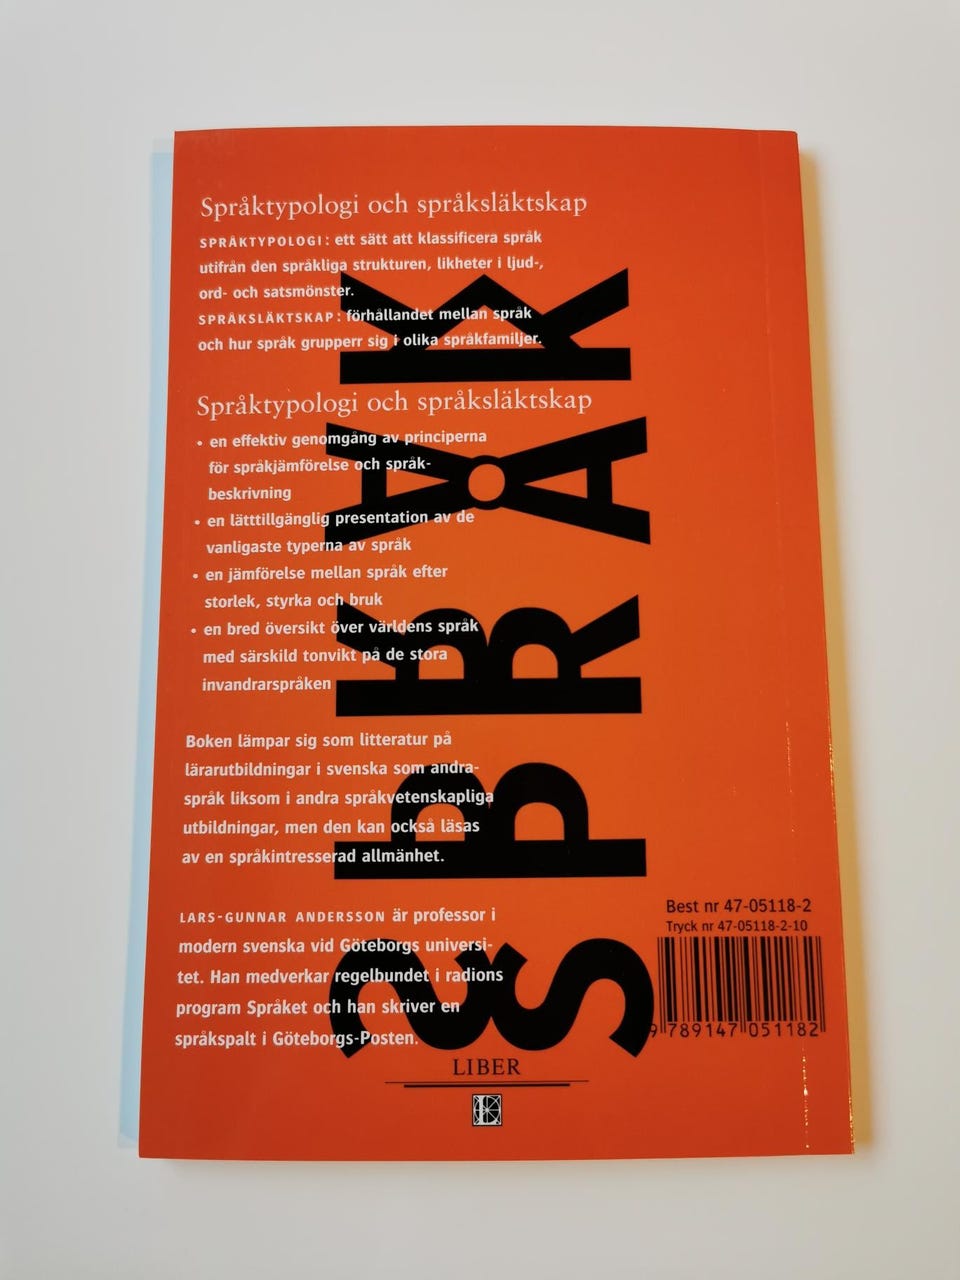 Språktypologi och språksläktskap
SPRÅKTYPOLOGI: ett sätt att klassificera språk
utifrån den språkliga strukturen, likheter i ljud-,
ord- och satsmönster.
SPRÅKSLÄKTSKAP: förhållandet mellan språk
och hur språk grupperr sig i olika språkfamiljer.
Språktypologi och språksläktskap
• en effektiv genomgång av principerna
för språkjämförelse och språk-
beskrivning
• en lätttillgänglig presentation av de
vanligaste typerna av språk
• en jämförelse mellan språk efter
storlek, styrka och bruk
• en bred översikt över världens språk
med särskild tonvikt på de stora
invandrarspråken
Boken lämpar sig som litteratur på
lärarutbildningar i svenska som andra-
språk liksom i andra språkvetenskapliga
utbildningar, men den kan också läsas
av en språkintresserad allmänhet.
LARS-GUNNAR ANDERSSON är professor i
modern svenska vid Göteborgs universi-
tet. Han medverkar regelbundet i radions
program Språket och han skriver en
språkspalt i Göteborgs-Posten.
SPRÅK
Best nr 47-05118-2
Tryck nr 47-05118-2-10
9 789147 051182
LIBER
L